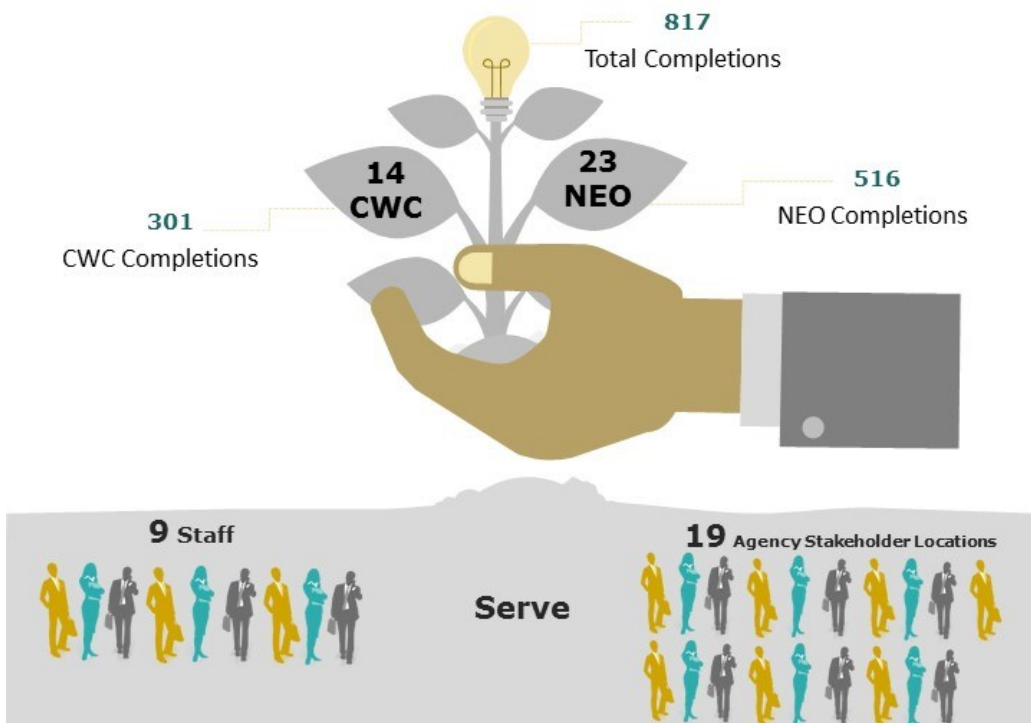 817
Total Completions
14
CWC
23
NEO
301
CWC Completions
516
NEO Completions
9 Staff
Serve
19 Agency Stakeholder Locations